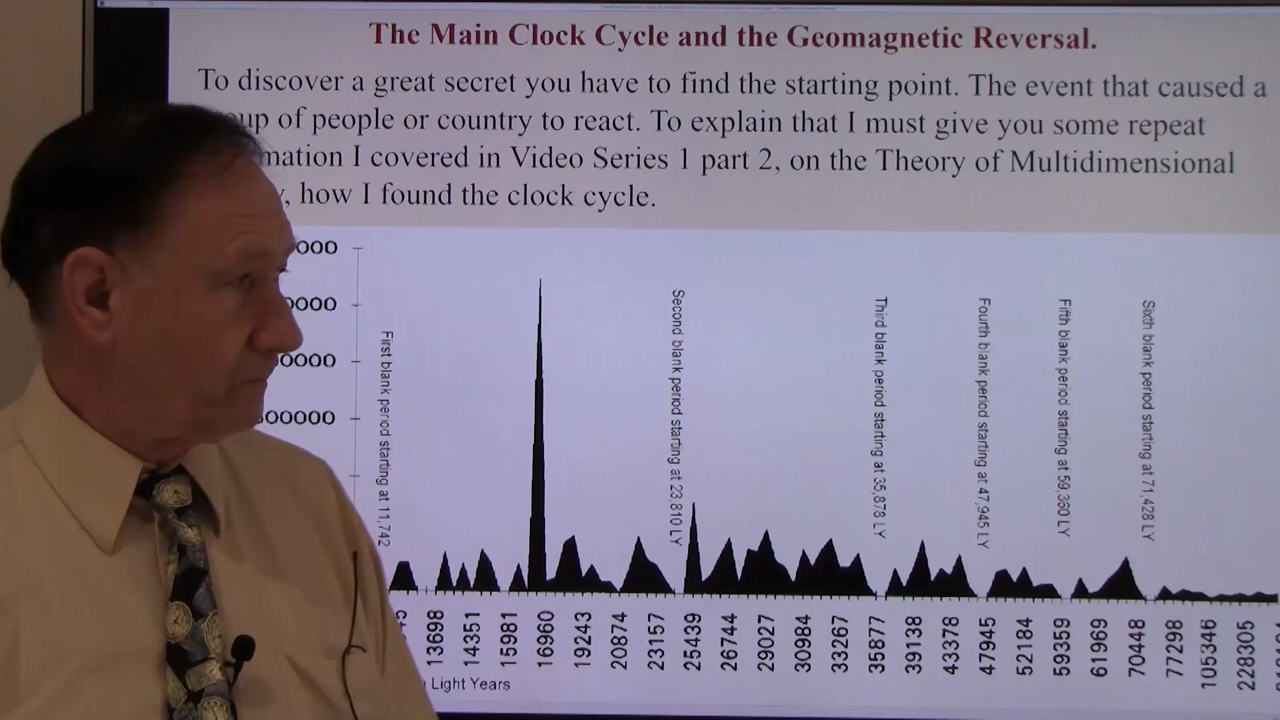 The Main Clock Cycle and the Geomagnetic Reversal.
To discover a great secret you have to find the starting point. The event that caused a
of people or country to react. To explain that I must give you some repeat
I covered in Video Series 1 part 2, on the Theory of Multidimensional
how I found the clock cycle.
First blank period starting at 11,742
Second blank period starting at 23,810 LY
Third blank period starting at 35,878 LY
Fourth blank period starting at 47,945 LY
Fifth blank period starting at 59,380 LY
Sixth blank period starting at 71,428 LY
13698 14351 15981 16960 19243 20874 23157 25439 26744 29027 30984 33267 35877 39138 43378 47945 52184 59359 61969 70448 77298 105346 228305
Light Years